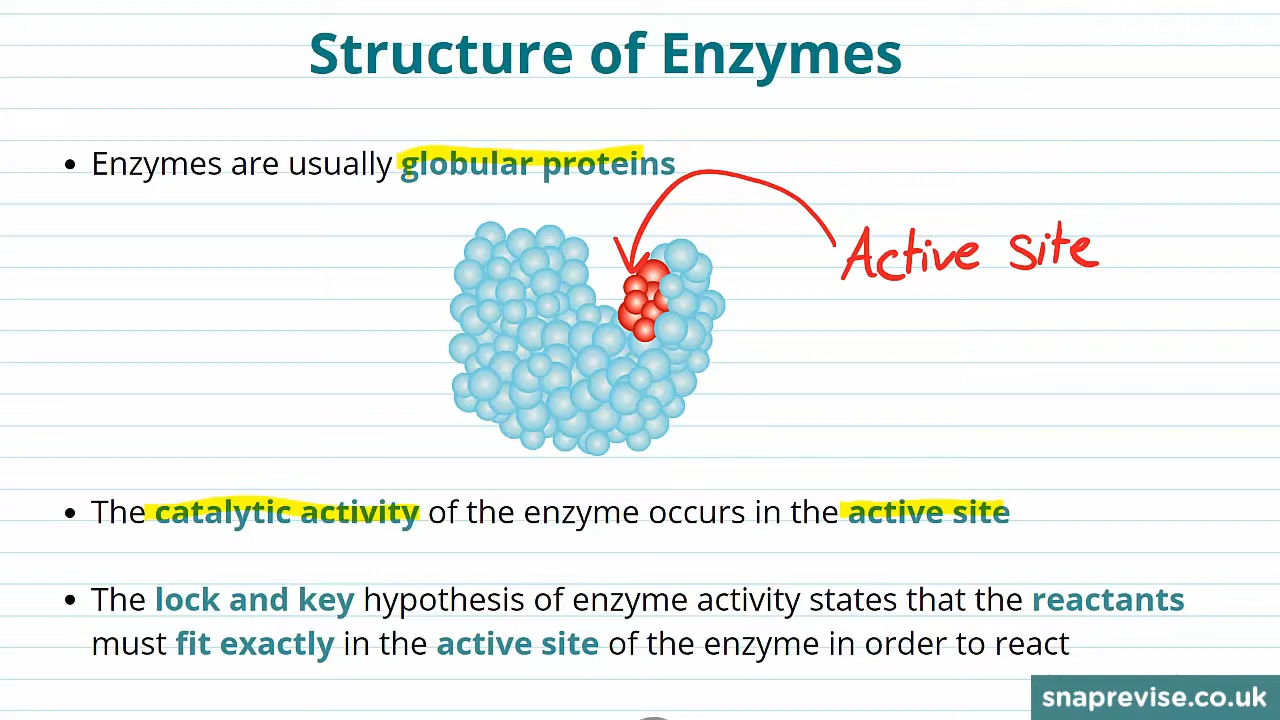 Structure of Enzymes
• Enzymes are usually globular proteins
Active site
• The catalytic activity of the enzyme occurs in the active site
• The lock and key hypothesis of enzyme activity states that the reactants
must fit exactly in the active site of the enzyme in order to react
snaprevise.co.uk